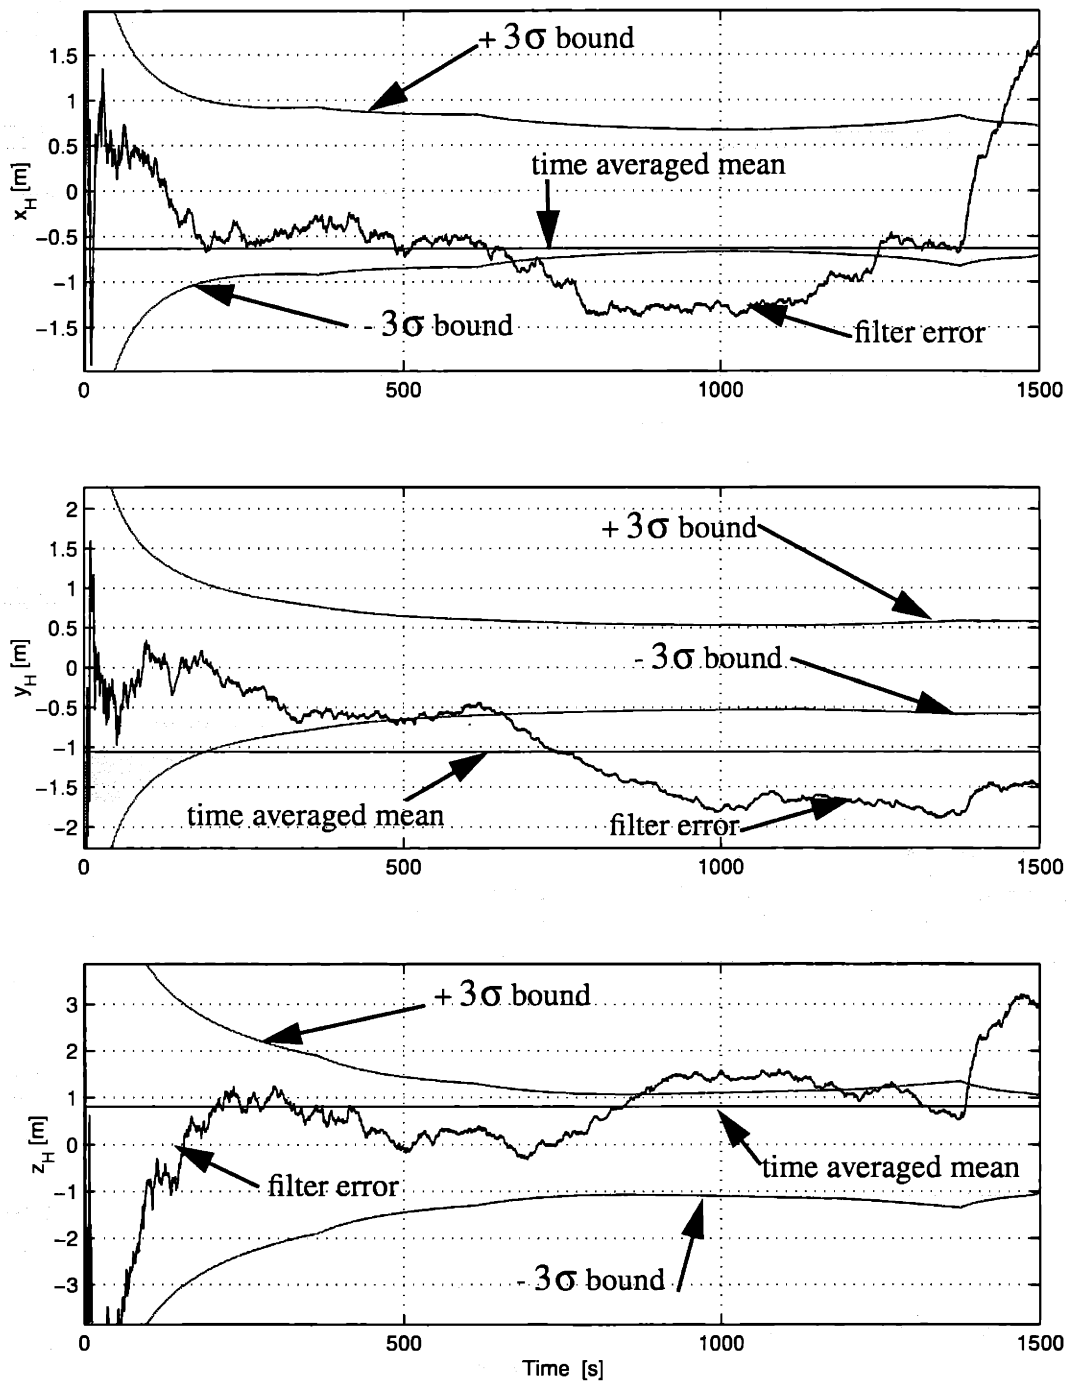 + 3σ bound
1.5
1
0.5
time averaged mean
0
x_H [m]
−0.5
−1
- 3σ bound
filter error
−1.5
0 500 1000 1500
2
+ 3σ bound
1.5
1
0.5
- 3σ bound
0
y_H [m]
−0.5
−1
−1.5
time averaged mean
filter error
−2
0 500 1000 1500
+ 3σ bound
3
2
1
0
z_H [m]
time averaged mean
filter error
−1
−2
- 3σ bound
−3
0 500 1000 1500
Time [s]